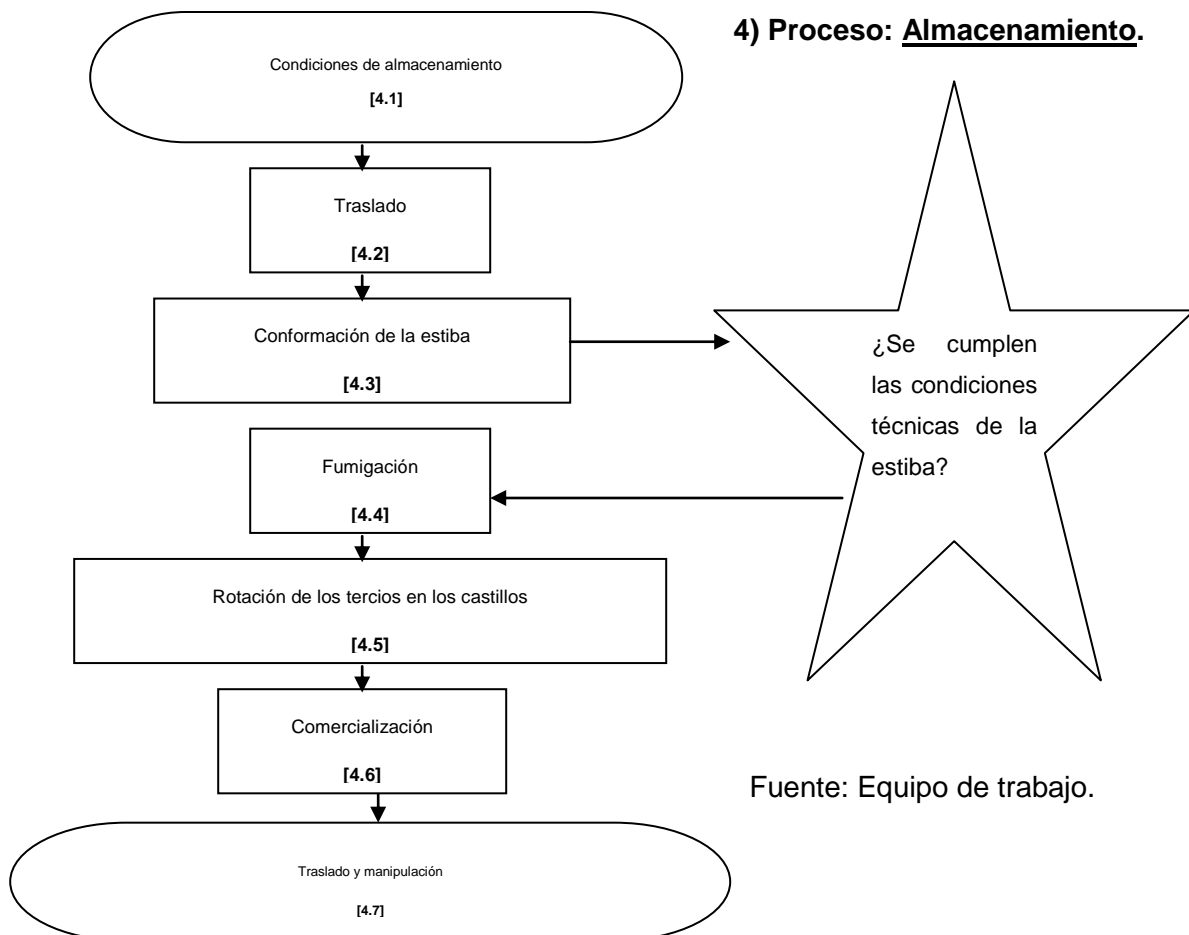 4) Proceso: Almacenamiento.
Condiciones de almacenamiento
[4.1]
Traslado
[4.2]
Conformación de la estiba
[4.3]
¿Se cumplen
las condiciones
técnicas de la
estiba?
Fumigación
[4.4]
Rotación de los tercios en los castillos
[4.5]
Comercialización
[4.6]
Fuente: Equipo de trabajo.
Traslado y manipulación
[4.7]